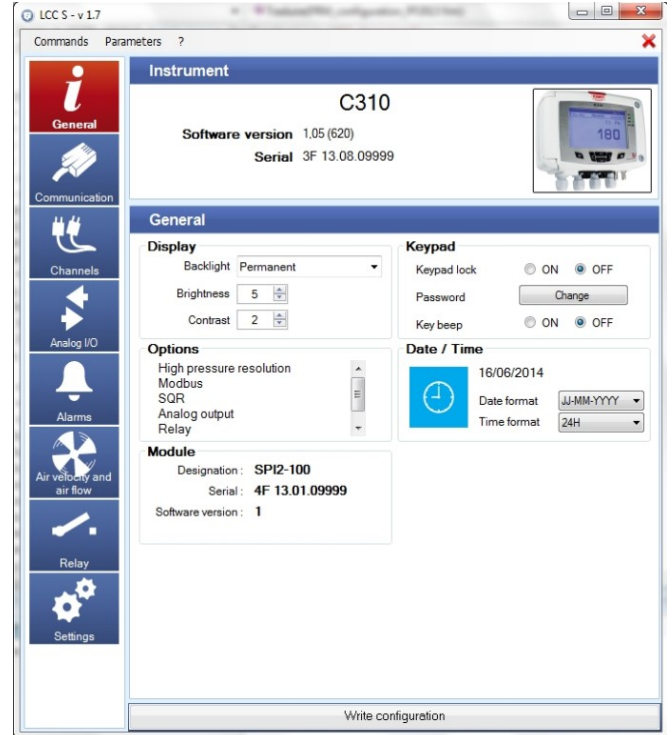 LCC S - v 1.7
Commands Parameters ?
General
Communication
Channels
Analog I/O
Alarms
Air velocity and
air flow
Relay
Settings
Instrument
C310
Software version 1,05 (620)
Serial 3F 13.08.09999
180
General
Display
Backlight Permanent
Brightness 5
Contrast 2
Keypad
Keypad lock ON OFF
Password Change
Key beep ON OFF
Options
High pressure resolution
Modbus
SQR
Analog output
Relay
Date / Time
16/06/2014
Date format JJ-MM-YYYY
Time format 24H
Module
Designation : SPI2-100
Serial : 4F 13.01.09999
Software version : 1
Write configuration